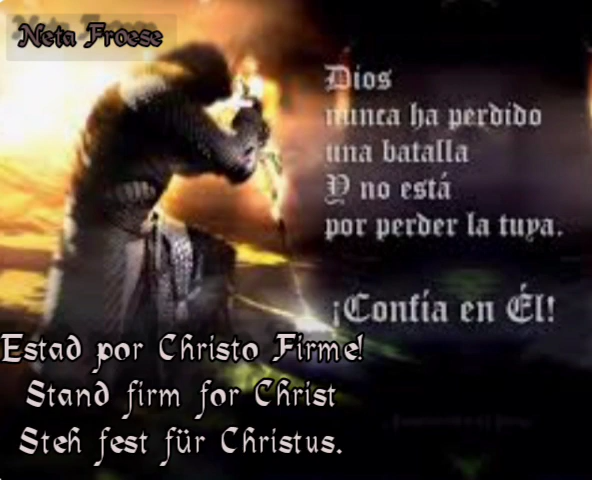 Neta Froese
Dios
nunca ha perdido
una batalla
Y no está
por perder la tuya.
¡Confía en Él!
Estad por Christo Firme!
Stand firm for Christ
Steh fest für Christus.